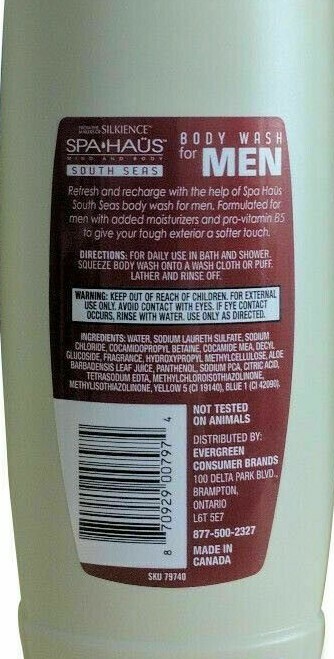 FROM THE MAKERS OF SILKIENCE™
SPA•HAÜS™
MIND AND BODY
SOUTH SEAS
BODY WASH
for MEN
Refresh and recharge with the help of Spa Haüs
South Seas body wash for men. Formulated for
men with added moisturizers and pro-vitamin B5
to give your tough exterior a softer touch.
DIRECTIONS: FOR DAILY USE IN BATH AND SHOWER.
SQUEEZE BODY WASH ONTO A WASH CLOTH OR PUFF.
LATHER AND RINSE OFF.
WARNING: KEEP OUT OF REACH OF CHILDREN. FOR EXTERNAL
USE ONLY. AVOID CONTACT WITH EYES. IF EYE CONTACT
OCCURS, RINSE WITH WATER. USE ONLY AS DIRECTED.
INGREDIENTS: WATER, SODIUM LAURETH SULFATE, SODIUM
CHLORIDE, COCAMIDOPROPYL BETAINE, COCAMIDE MEA, DECYL
GLUCOSIDE, FRAGRANCE, HYDROXYPROPYL METHYLCELLULOSE, ALOE
BARBADENSIS LEAF JUICE, PANTHENOL, SODIUM PCA, CITRIC ACID,
TETRASODIUM EDTA, METHYLCHLOROISOTHIAZOLINONE,
METHYLISOTHIAZOLINONE, YELLOW 5 (CI 19140), BLUE 1 (CI 42090).
8 70929 00797 4
SKU 79740
NOT TESTED
ON ANIMALS
DISTRIBUTED BY:
EVERGREEN
CONSUMER BRANDS
100 DELTA PARK BLVD.,
BRAMPTON,
ONTARIO
L6T 5E7
877-500-2327
MADE IN
CANADA